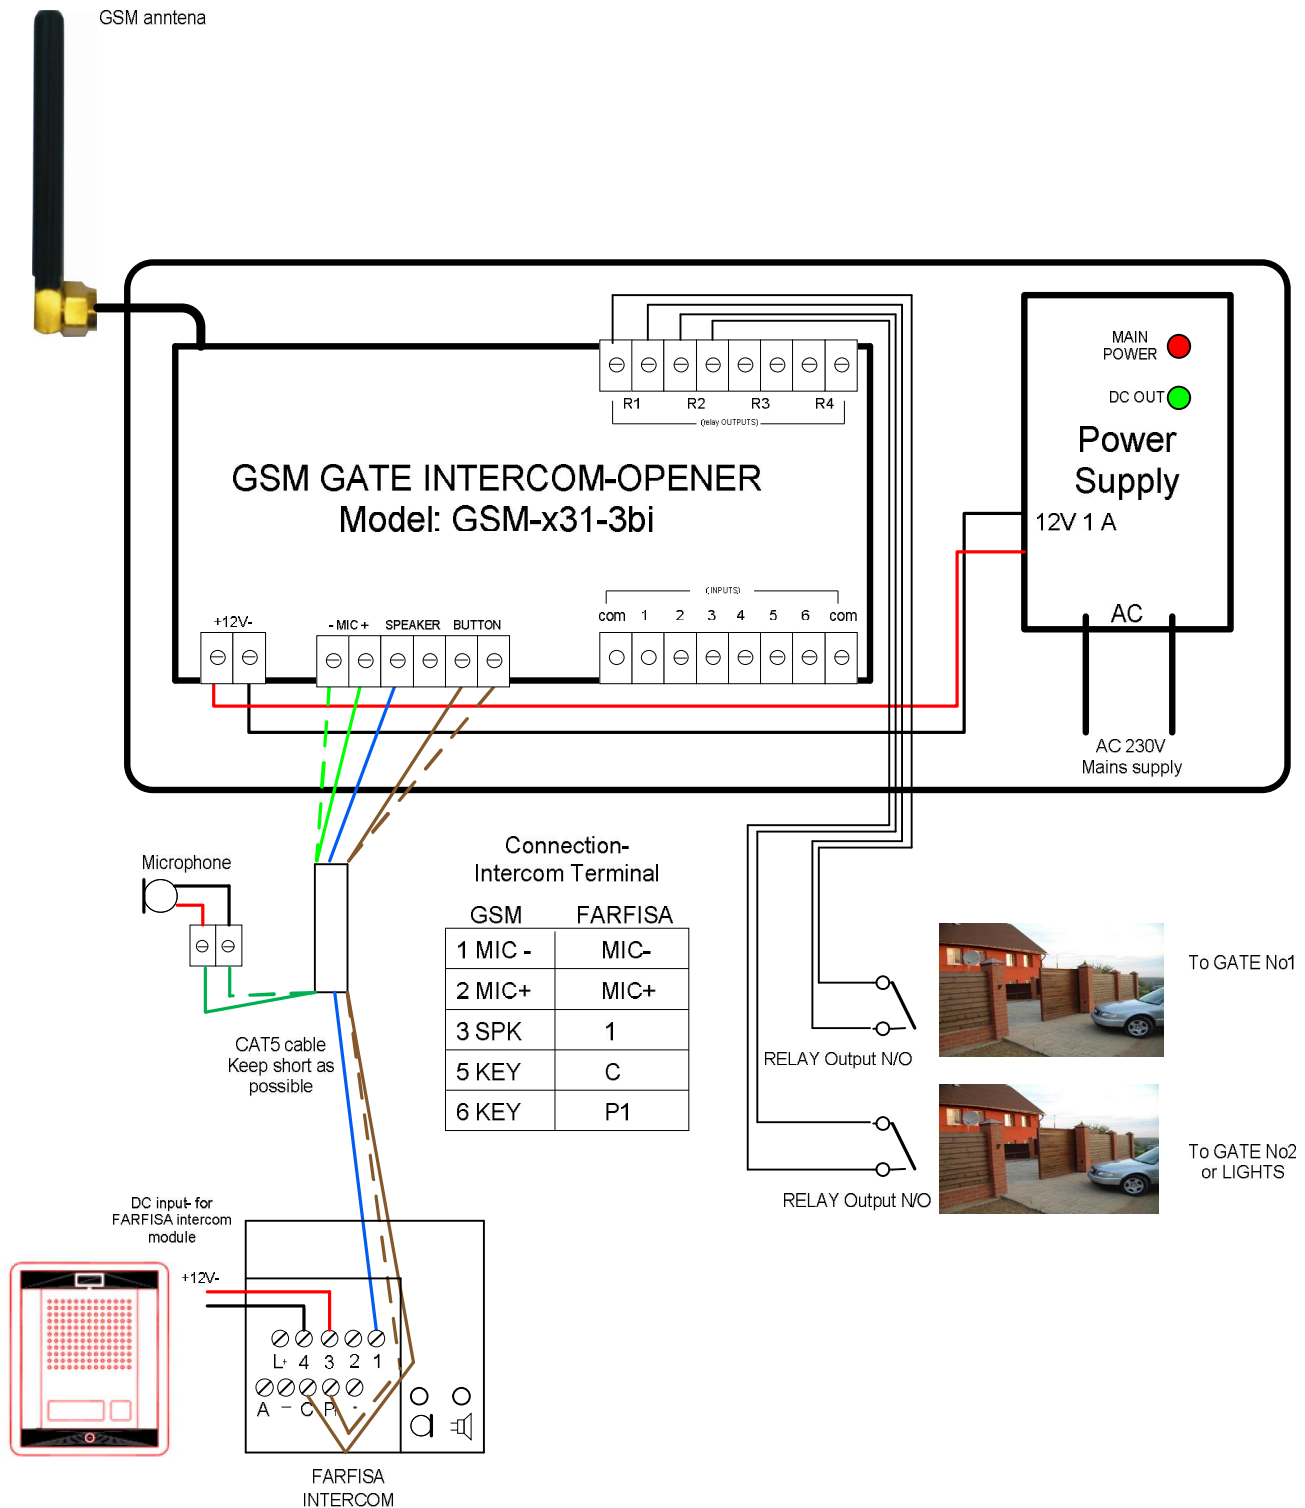 GSM anntena
MAIN
POWER
DC OUT
Power
Supply
12V 1 A
AC
AC 230V
Mains supply
R1 R2 R3 R4
(relay OUTPUTS)
GSM GATE INTERCOM-OPENER
Model: GSM-x31-3bi
(INPUTS)
com 1 2 3 4 5 6 com
+12V-
- MIC + SPEAKER BUTTON
Microphone
CAT5 cable
Keep short as
possible
Connection-
Intercom Terminal
GSM FARFISA
1 MIC - MIC-
2 MIC+ MIC+
3 SPK 1
5 KEY C
6 KEY P1
RELAY Output N/O
To GATE No1
RELAY Output N/O
To GATE No2
or LIGHTS
DC input- for
FARFISA intercom
module
+12V-
L+ 4 3 2 1
A – C P1 -
FARFISA
INTERCOM